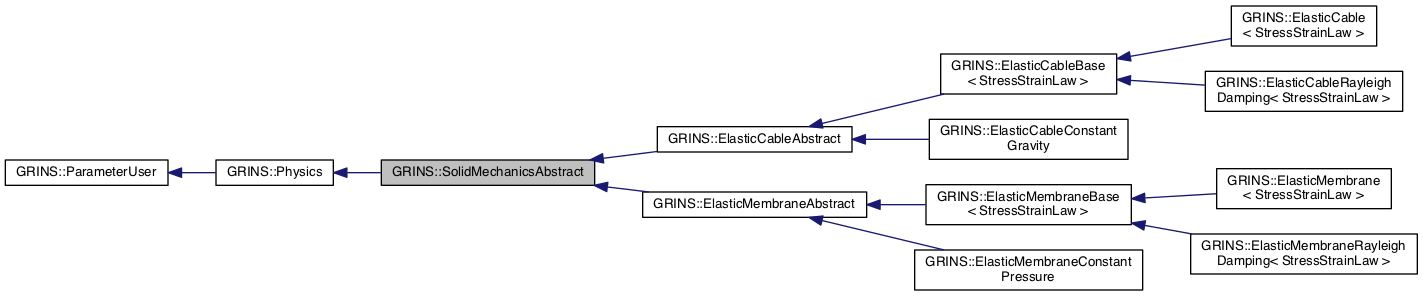 GRINS::ElasticCable
< StressStrainLaw >
GRINS::ElasticCableBase
< StressStrainLaw >
GRINS::ElasticCableRayleigh
Damping< StressStrainLaw >
GRINS::ElasticCableAbstract
GRINS::ElasticCableConstant
Gravity
GRINS::ParameterUser
GRINS::Physics
GRINS::SolidMechanicsAbstract
GRINS::ElasticMembraneAbstract
GRINS::ElasticMembraneBase
< StressStrainLaw >
GRINS::ElasticMembrane
< StressStrainLaw >
GRINS::ElasticMembraneRayleigh
Damping< StressStrainLaw >
GRINS::ElasticMembraneConstant
Pressure